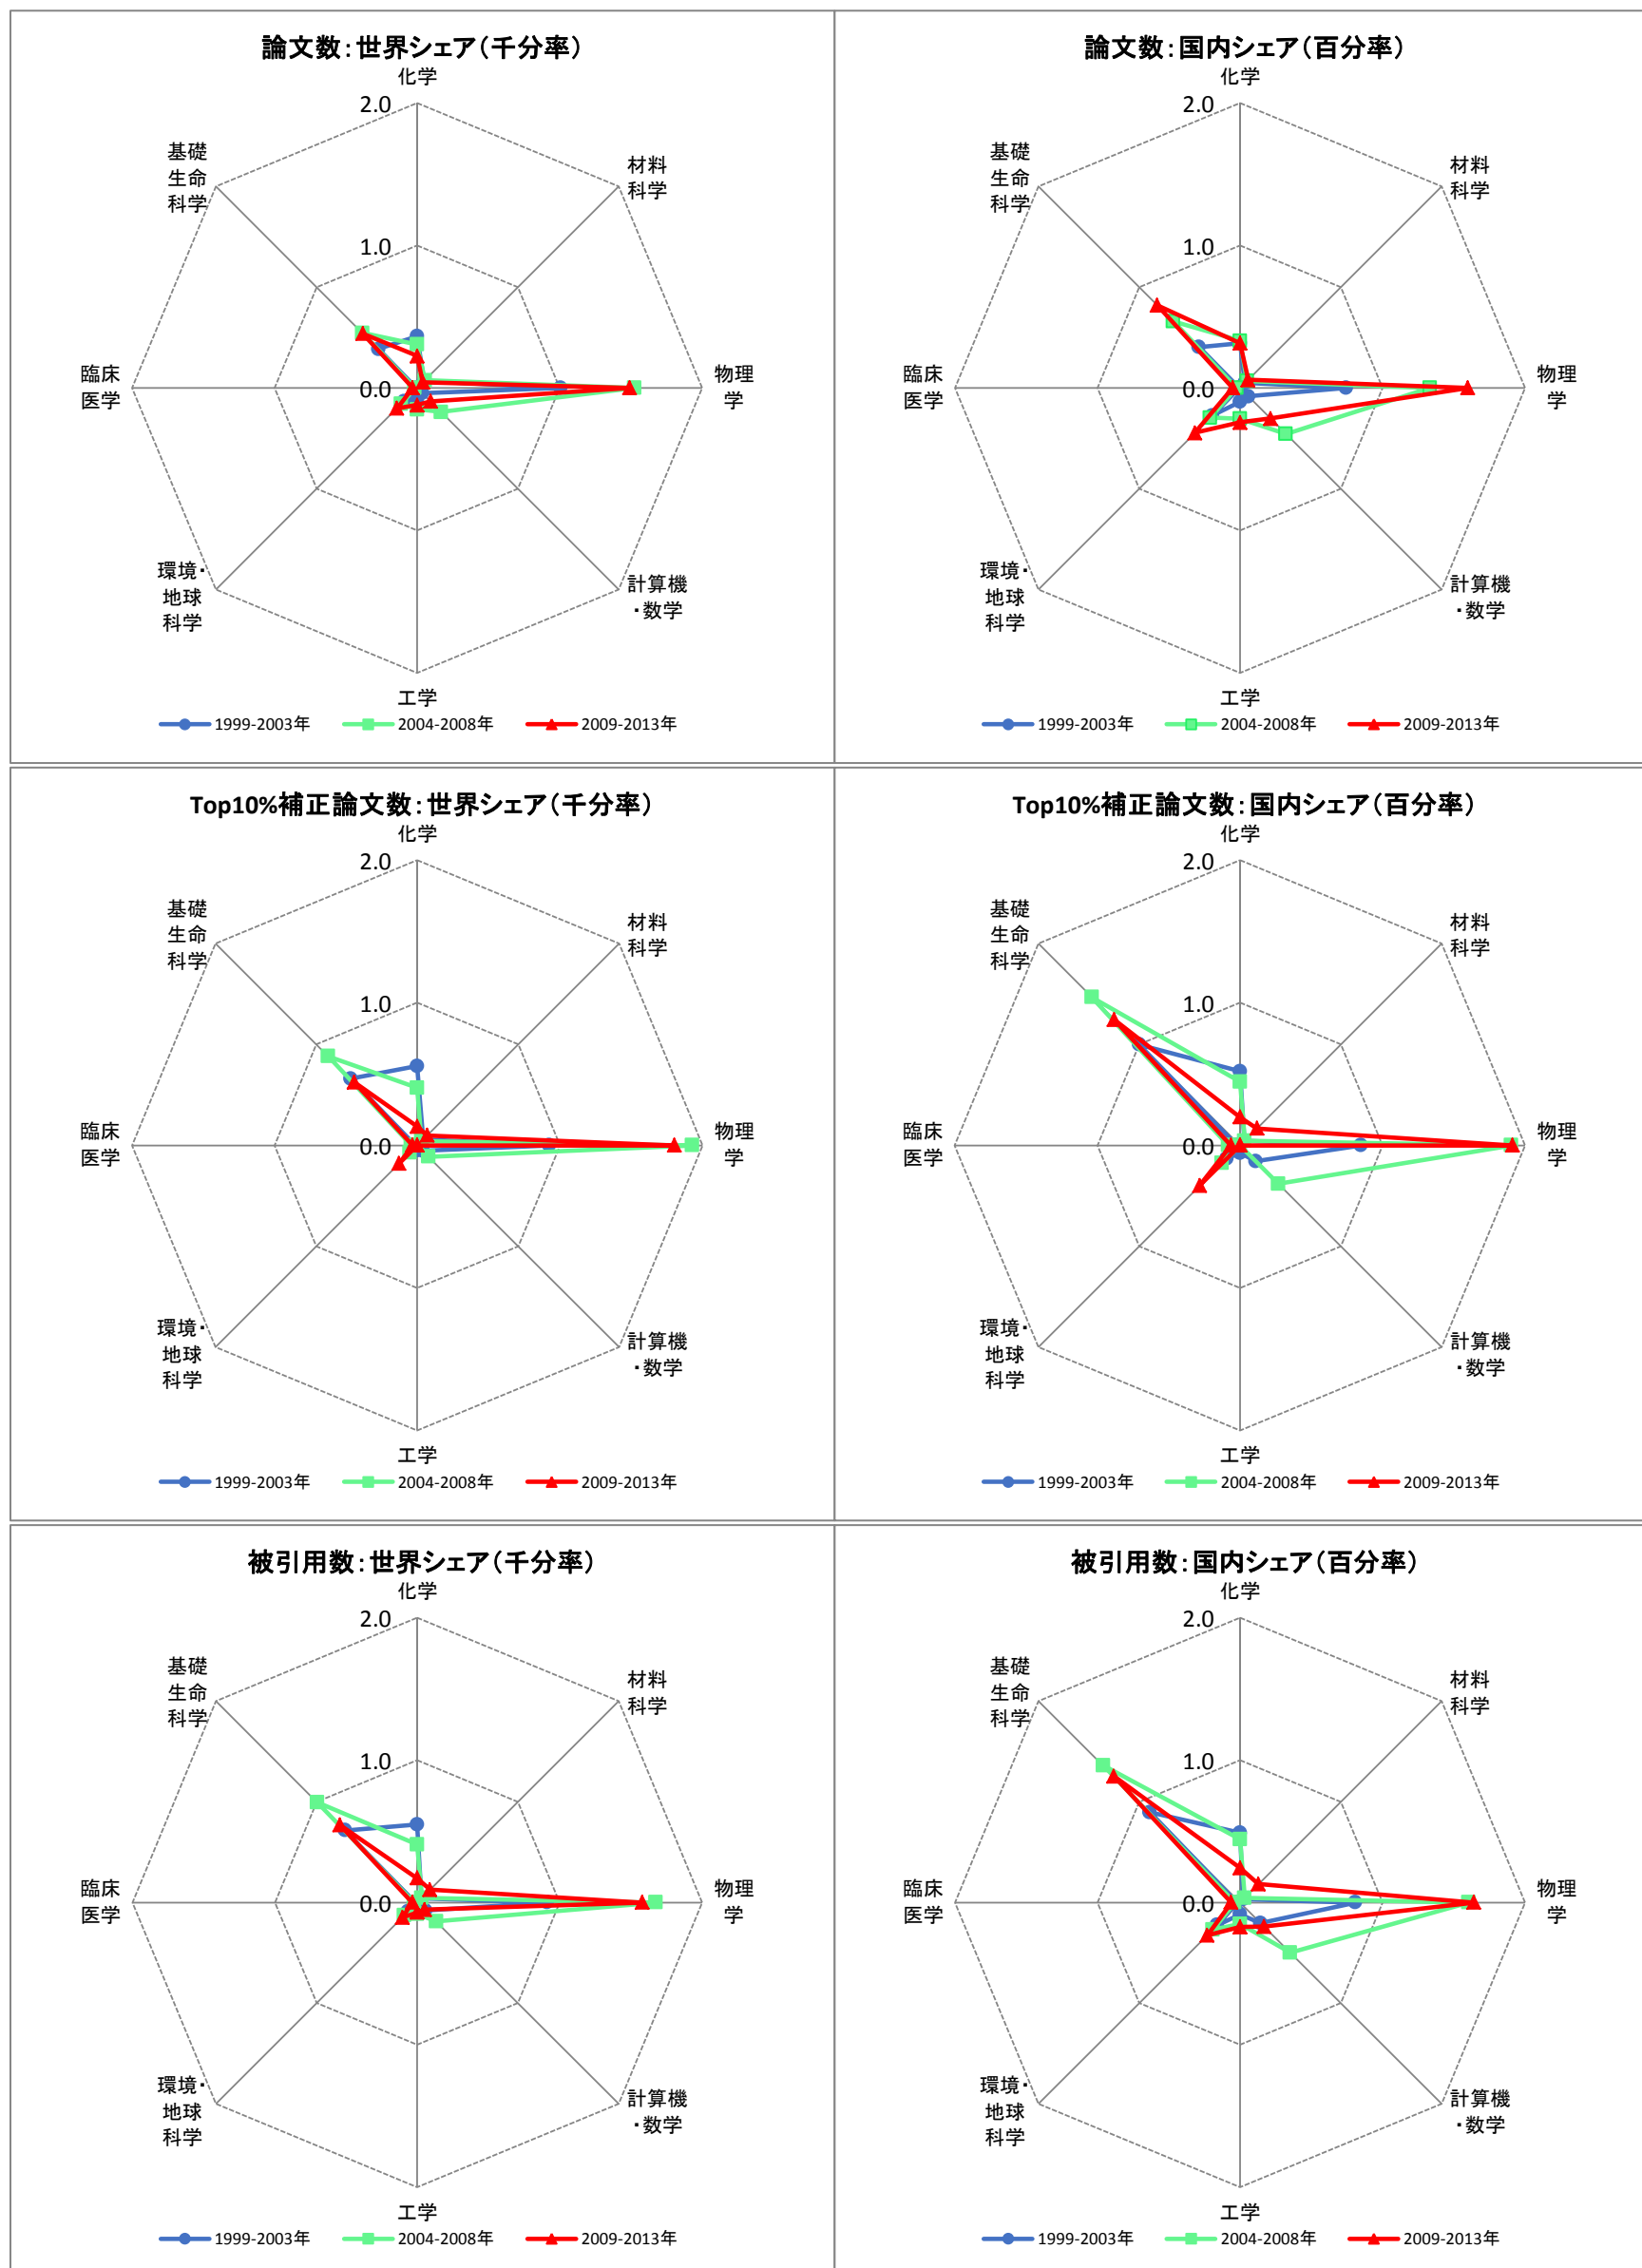 論文数：世界シェア（千分率）
化学
2.0
基礎
生命
科学
材料
科学
1.0
臨床
医学
0.0
物理
学
環境・
地球
科学
計算機
・数学
工学
1999-2003年 2004-2008年 2009-2013年
論文数：国内シェア（百分率）
化学
2.0
基礎
生命
科学
材料
科学
1.0
臨床
医学
0.0
物理
学
環境・
地球
科学
計算機
・数学
工学
1999-2003年 2004-2008年 2009-2013年
Top10%補正論文数：世界シェア（千分率）
化学
2.0
基礎
生命
科学
材料
科学
1.0
臨床
医学
0.0
物理
学
環境・
地球
科学
計算機
・数学
工学
1999-2003年 2004-2008年 2009-2013年
Top10%補正論文数：国内シェア（百分率）
化学
2.0
基礎
生命
科学
材料
科学
1.0
臨床
医学
0.0
物理
学
環境・
地球
科学
計算機
・数学
工学
1999-2003年 2004-2008年 2009-2013年
被引用数：世界シェア（千分率）
化学
2.0
基礎
生命
科学
材料
科学
1.0
臨床
医学
0.0
物理
学
環境・
地球
科学
計算機
・数学
工学
1999-2003年 2004-2008年 2009-2013年
被引用数：国内シェア（百分率）
化学
2.0
基礎
生命
科学
材料
科学
1.0
臨床
医学
0.0
物理
学
環境・
地球
科学
計算機
・数学
工学
1999-2003年 2004-2008年 2009-2013年